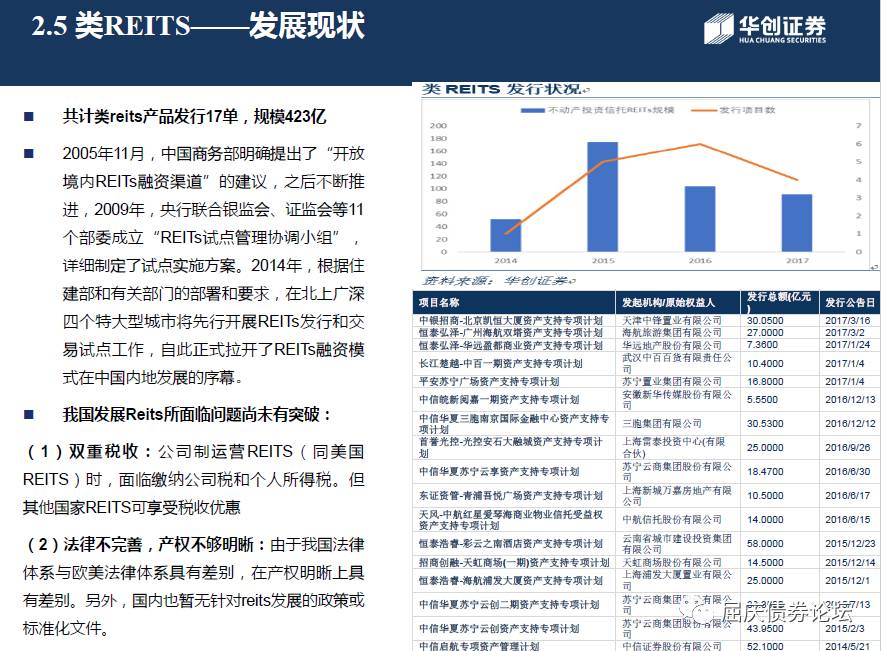 2.5 类REITS——发展现状
华创证券
HUA CHUANG SECURITIES
■ 共计类reits产品发行17单，规模423亿
■ 2005年11月，中国商务部明确提出了“开放
境内REITs融资渠道”的建议，之后不断推
进，2009年，央行联合银监会、证监会等11
个部委成立“REITs试点管理协调小组”，
详细制定了试点实施方案。2014年，根据住
建部和有关部门的部署和要求，在北上广深
四个特大型城市将先行开展REITs发行和交
易试点工作，自此正式拉开了REITs融资模
式在中国内地发展的序幕。
■ 我国发展Reits所面临问题尚未有突破：
（1）双重税收：公司制运营REITS（同美国
REITS）时，面临缴纳公司税和个人所得税。但
其他国家REITS可享受税收优惠
（2）法律不完善，产权不够明晰：由于我国法律
体系与欧美法律体系具有差别，在产权明晰上具
有差别。另外，国内也暂无针对reits发展的政策或
标准化文件。
类 REITS 发行状况
不动产投资信托REITs规模 发行项目数
200 7
180
160 6
140 5
120
100 4
80 3
60 2
40
20 1
0 0
2014 2015 2016 2017
资料来源：华创证券
项目名称 发起机构/原始权益人 发行总额(亿元) 发行公告日
中银招商-北京凯恒大厦资产支持专项计划 天津中锋置业有限公司 30.0500 2017/3/16
恒泰弘泽-广州海航双塔资产支持专项计划 海航旅游集团有限公司 27.0000 2017/3/2
恒泰弘泽-华远盈都商业资产支持专项计划 华远地产股份有限公司 7.3600 2017/1/24
长江楚越-中百一期资产支持专项计划 武汉中百百货有限责任公司 10.4000 2017/1/4
平安苏宁广场资产支持专项计划 苏宁置业集团有限公司 16.8000 2017/1/4
中信皖新阅嘉一期资产支持专项计划 安徽新华传媒股份有限公司 5.5500 2016/12/13
中信华夏三胞南京国际金融中心资产支持专项计划 三胞集团有限公司 30.5300 2016/12/12
首誉光控-光控安石大融城资产支持专项计划 上海雷泰投资中心(有限合伙) 25.0000 2016/9/26
中信华夏苏宁云享资产支持专项计划 苏宁云商集团股份有限公司 18.4700 2016/6/30
东证资管-青浦吾悦广场资产支持专项计划 上海新城万嘉房地产有限公司 10.5000 2016/6/17
天风-中航红星爱琴海商业物业信托受益权资产支持专项计划 中航信托股份有限公司 14.0000 2016/6/15
恒泰浩睿-彩云之南酒店资产支持专项计划 云南省城市建设投资集团有限公司 58.0000 2015/12/23
招商创融-天虹商场(一期)资产支持专项计划 天虹商场股份有限公司 14.5000 2015/12/14
恒泰浩睿-海航浦发大厦资产支持专项计划 上海浦发大厦置业有限公司 25.0000 2015/12/1
中信华夏苏宁云创二期资产支持专项计划 苏宁云商集团股份有限公司
中信华夏苏宁云创资产支持专项计划 苏宁云商集团股份有限公司 43.9500 2015/2/3
中信启航专项资产管理计划 中信证券股份有限公司 52.1000 2014/5/21
屈庆债券论坛